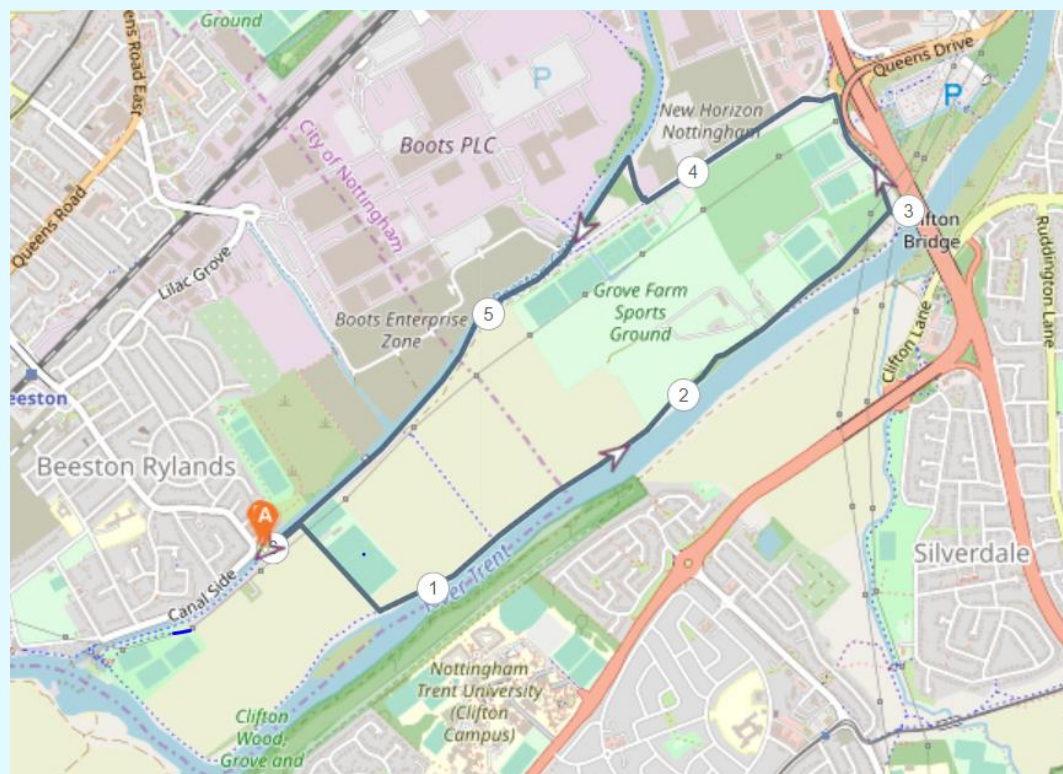 Ground
ens Road East
Queens Drive
P
P
New Horizon
Nottingham
City of Nottingham
Boots PLC
4
3
Queens Road
Lilac Grove
Clifton
Bridge
Ruddington Lane
Grove Farm
Sports
Ground
5
Boots Enterprise
Zone
Clifton Lane
eeston
2
Beeston Rylands
A
Silverdale
Canal Side
1
River Trent
Nottingham
Trent University
(Clifton
Campus)
Clifton
Wood,
Grove and